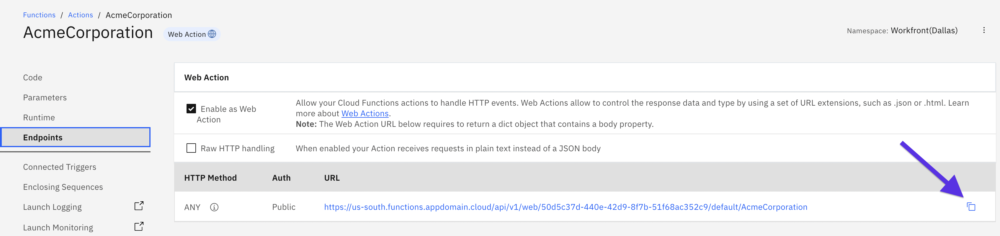 Functions / Actions / AcmeCorporation
AcmeCorporation Web Action
Namespace: Workfront(Dallas)
Code
Parameters
Runtime
Endpoints
Connected Triggers
Enclosing Sequences
Launch Logging
Launch Monitoring
Web Action
Enable as Web
Action
Allow your Cloud Functions actions to handle HTTP events. Web Actions allow to control the response data and type by using a set of URL extensions, such as .json or .html. Learn
more about Web Actions.
Note: The Web Action URL below requires to return a dict object that contains a body property.
Raw HTTP handling
When enabled your Action receives requests in plain text instead of a JSON body
HTTP Method Auth URL
ANY Public https://us-south.functions.appdomain.cloud/api/v1/web/50d5c37d-440e-42d9-8f7b-51f68ac352c9/default/AcmeCorporation